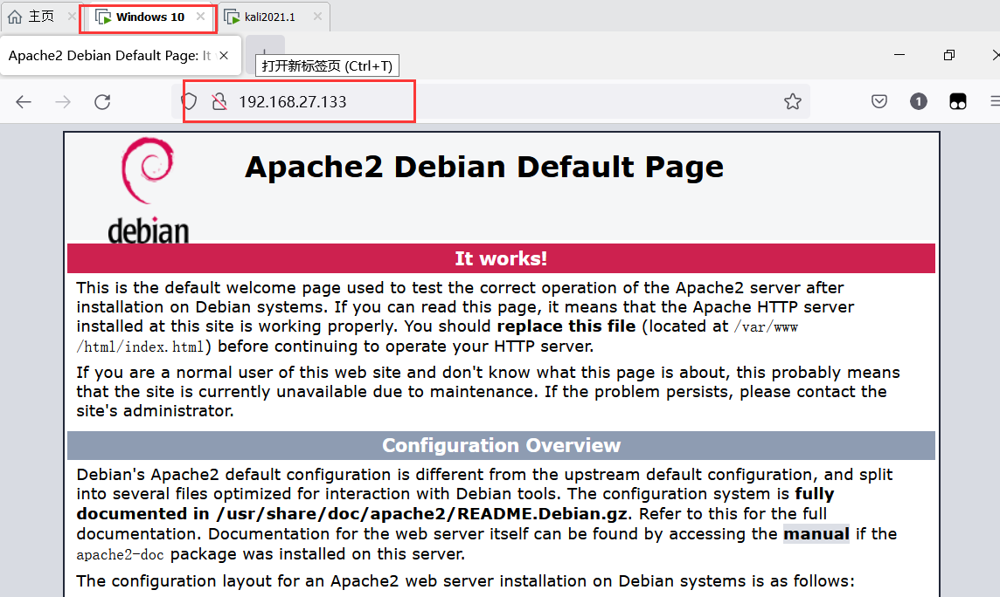 主页
Windows 10
kali2021.1
Apache2 Debian Default Page: It
打开新标签页 (Ctrl+T)
192.168.27.133
1
debian
Apache2 Debian Default Page
It works!
This is the default welcome page used to test the correct operation of the Apache2 server after
installation on Debian systems. If you can read this page, it means that the Apache HTTP server
installed at this site is working properly. You should replace this file (located at /var/www
/html/index.html) before continuing to operate your HTTP server.
If you are a normal user of this web site and don't know what this page is about, this probably means
that the site is currently unavailable due to maintenance. If the problem persists, please contact the
site's administrator.
Configuration Overview
Debian's Apache2 default configuration is different from the upstream default configuration, and split
into several files optimized for interaction with Debian tools. The configuration system is fully
documented in /usr/share/doc/apache2/README.Debian.gz. Refer to this for the full
documentation. Documentation for the web server itself can be found by accessing the manual if the
apache2-doc package was installed on this server.
The configuration layout for an Apache2 web server installation on Debian systems is as follows: